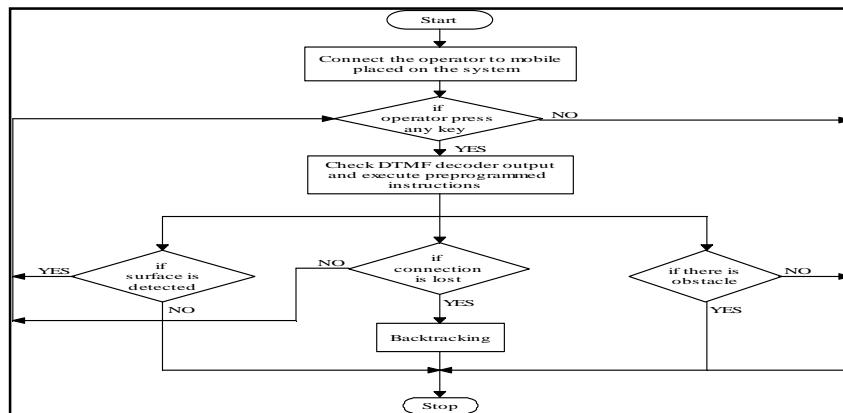 Start
Connect the operator to mobile
placed on the system
if
operator press
any key
NO
YES
Check DTMF decoder output
and execute preprogrammed
instructions
YES
if
surface is
detected
NO
NO
if
connection
is lost
YES
if there is
obstacle
NO
YES
Backtracking
Stop